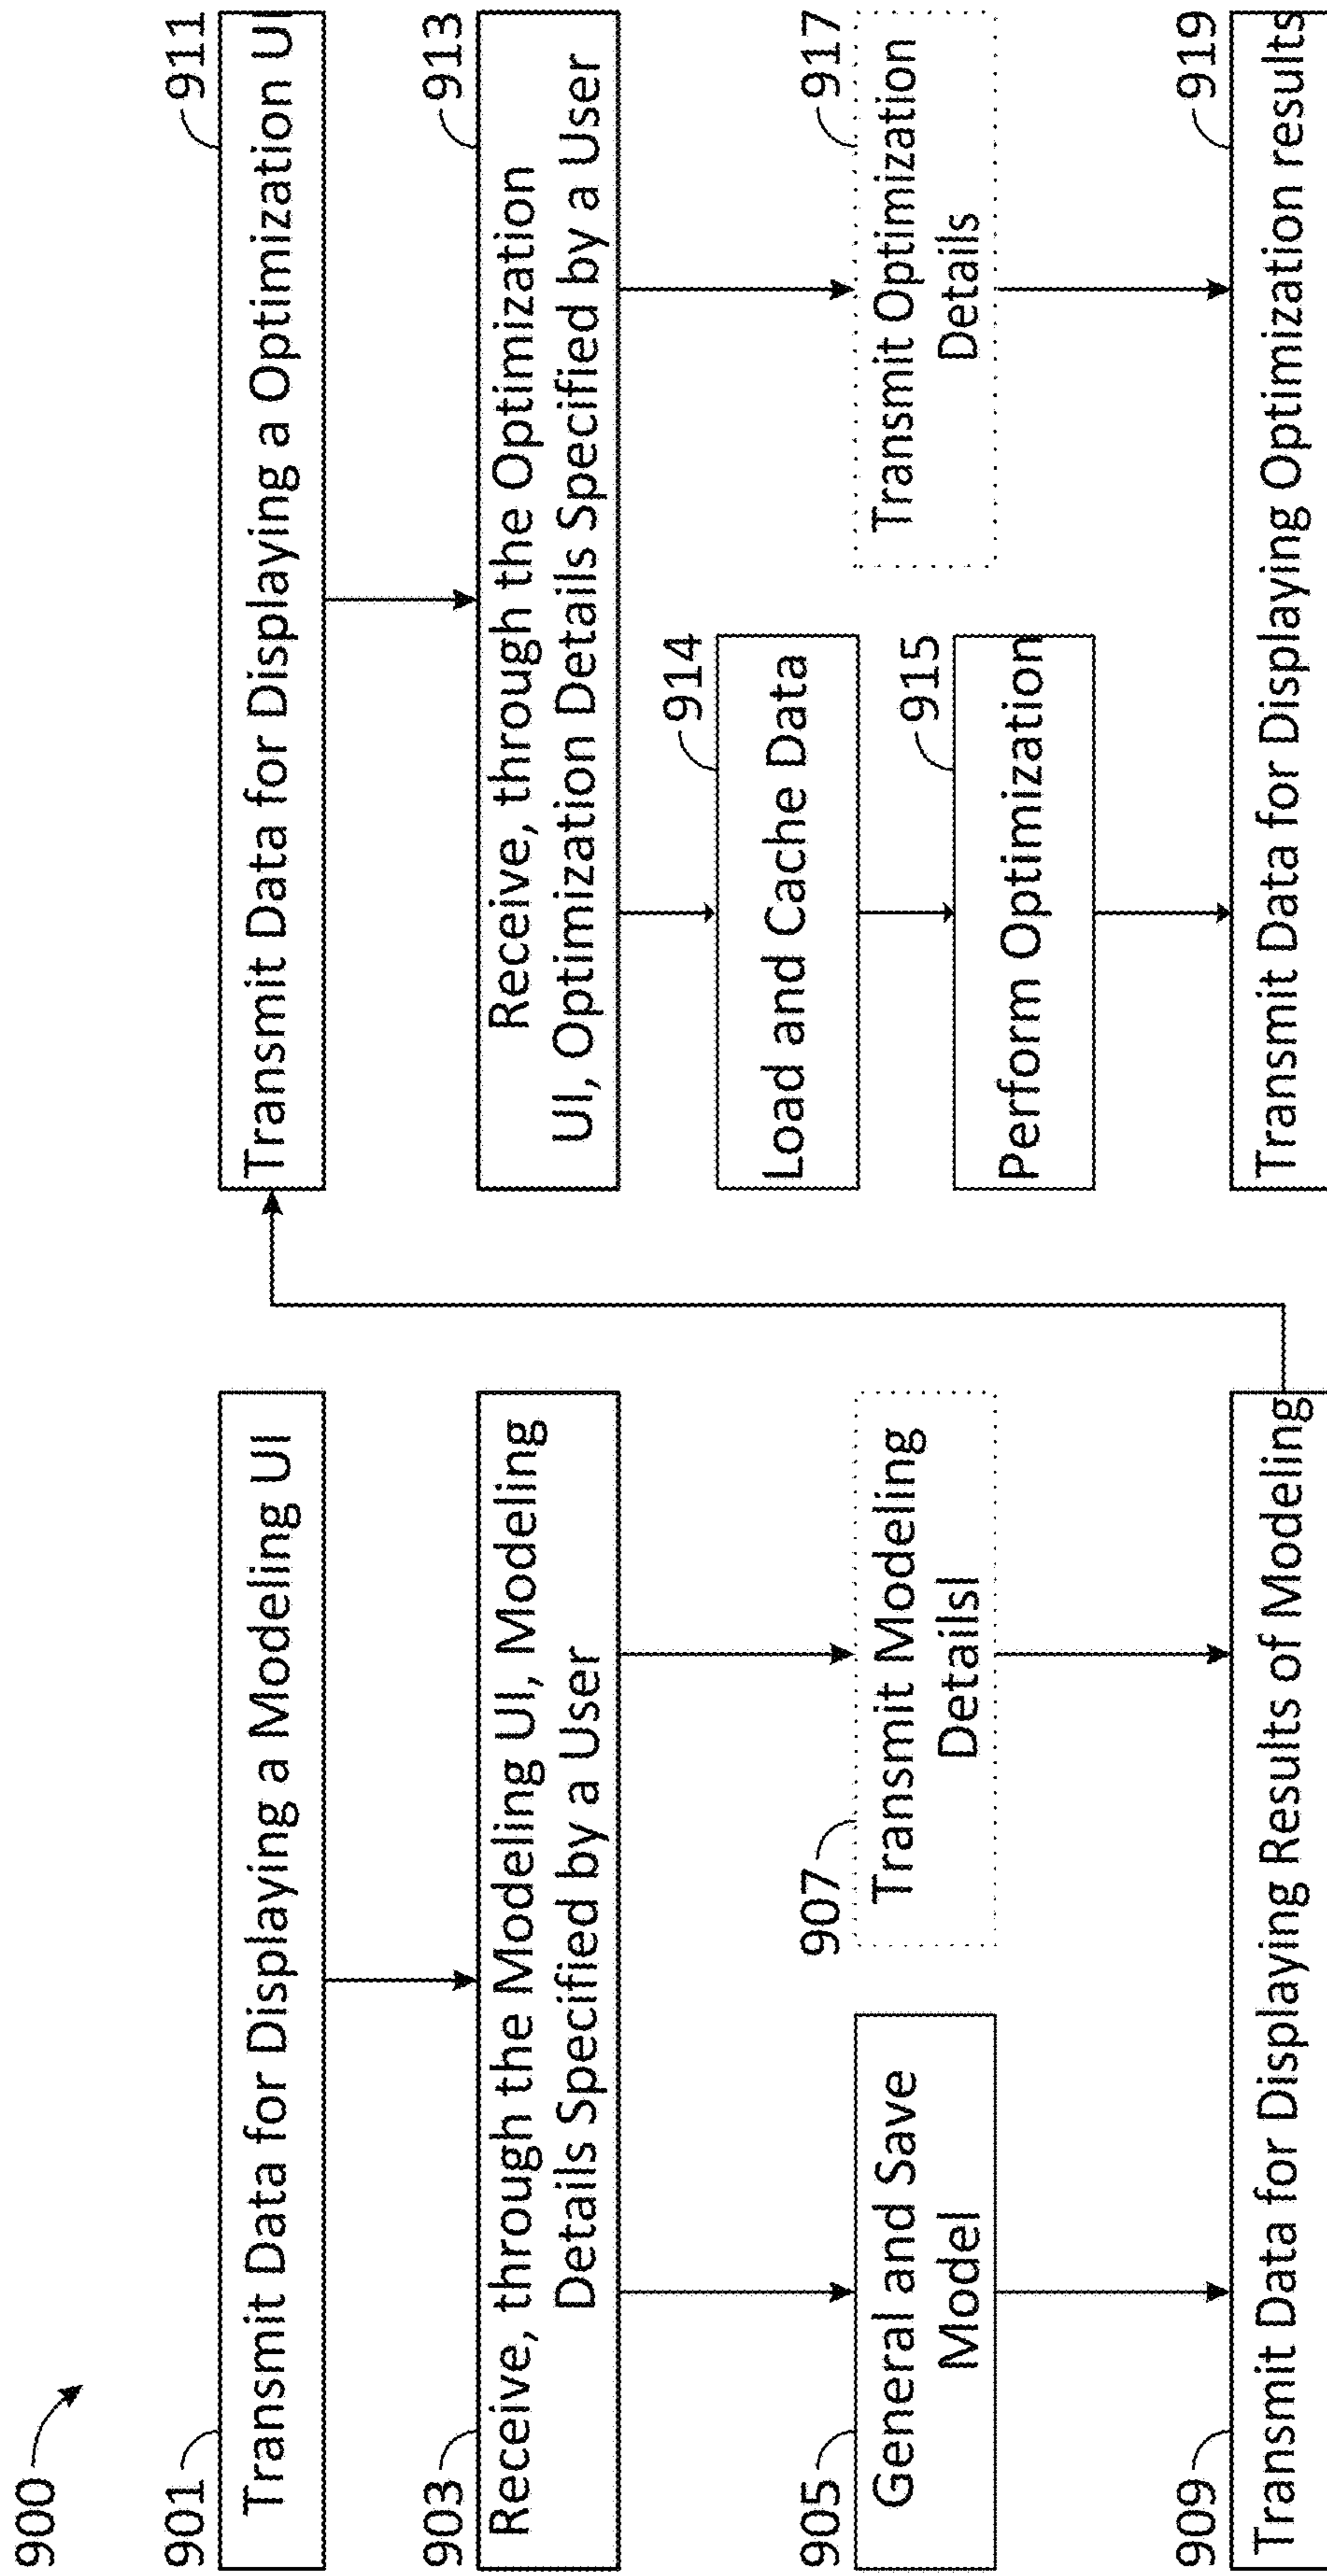 900
901
Transmit Data for Displaying a Modeling UI
903
Receive, through the Modeling UI, Modeling
Details Specified by a User
905
General and Save
Model
907
Transmit Modeling
Detailsl
909
Transmit Data for Displaying Results of Modeling
911
Transmit Data for Displaying a Optimization UI
913
Receive, through the Optimization
UI, Optimization Details Specified by a User
914
Load and Cache Data
915
Perform Optimization
917
Transmit Optimization
Details
919
Transmit Data for Displaying Optimization results